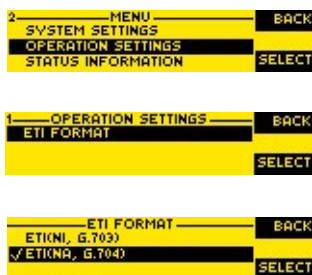 2 MENU BACK
SYSTEM SETTINGS
OPERATION SETTINGS
STATUS INFORMATION SELECT
1 OPERATION SETTINGS BACK
ETI FORMAT
SELECT
ETI FORMAT BACK
ETI(NI, G.703)
√ ETI(NA, G.704)
SELECT